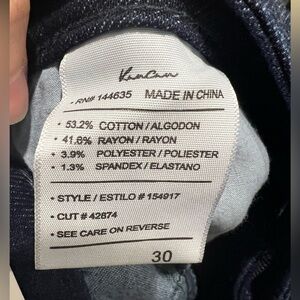 KanCan
RN# 144635 MADE IN CHINA
• 53.2% COTTON / ALGODON
• 41.6% RAYON / RAYON
• 3.9% POLYESTER / POLIESTER
• 1.3% SPANDEX / ELASTANO
• STYLE / ESTILO # 154917
• CUT # 42874
• SEE CARE ON REVERSE
30